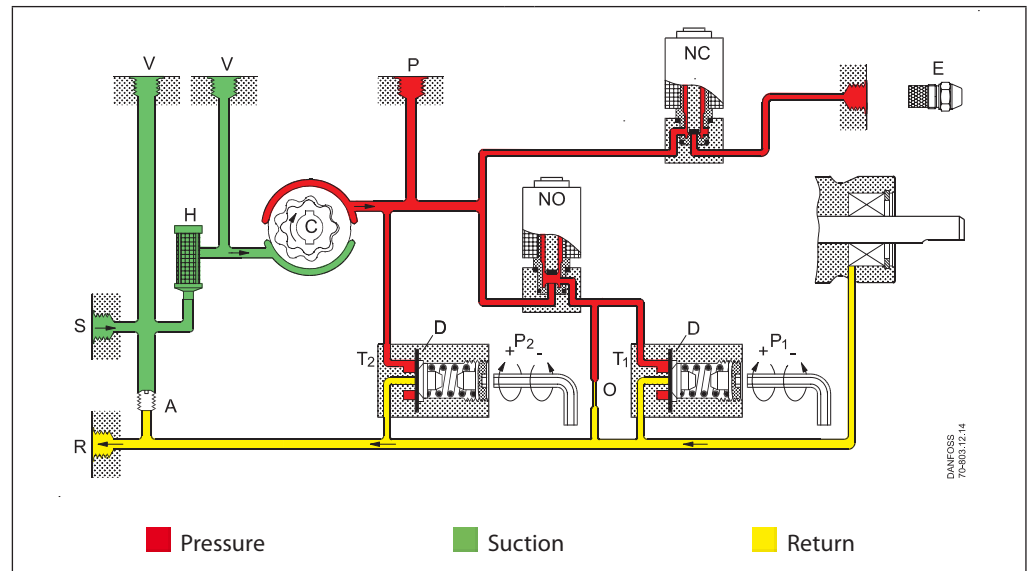 V V P NC E
H C NO
S D P2 D P1
T2 + - T1 + -
A O
R
DANFOSS
70-803.12.14
Pressure Suction Return